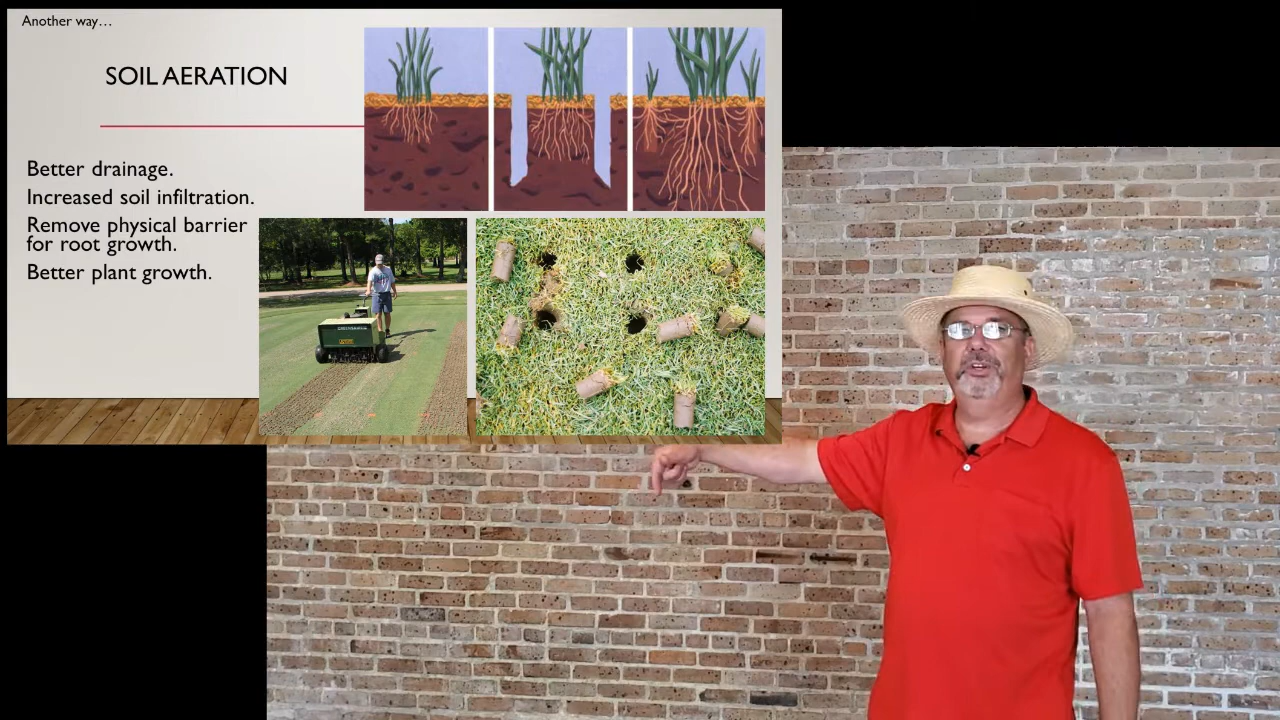 Another way…
SOIL AERATION
Better drainage.
Increased soil infiltration.
Remove physical barrier
for root growth.
Better plant growth.